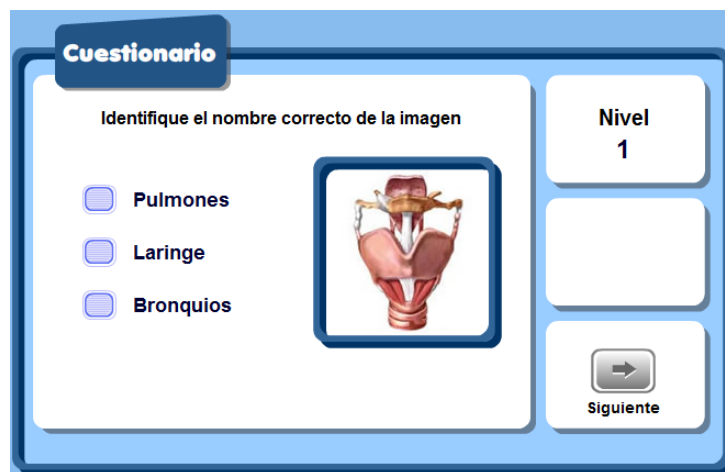 Cuestionario
Identifique el nombre correcto de la imagen
Pulmones
Laringe
Bronquios
Nivel
1
Siguiente